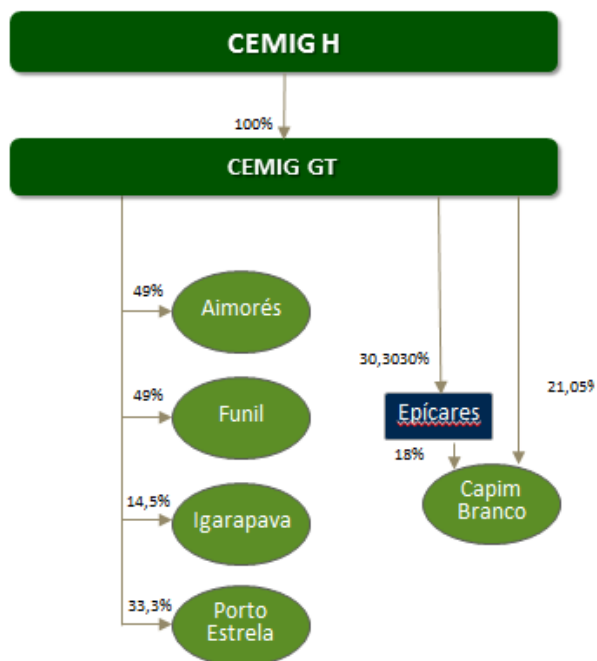 CEMIG H
100%
CEMIG GT
49%
Aimorés
49%
Funil
30,3030%
Epícares
21,05%
18%
14,5%
Igarapava
Capim
Branco
33,3%
Porto
Estrela